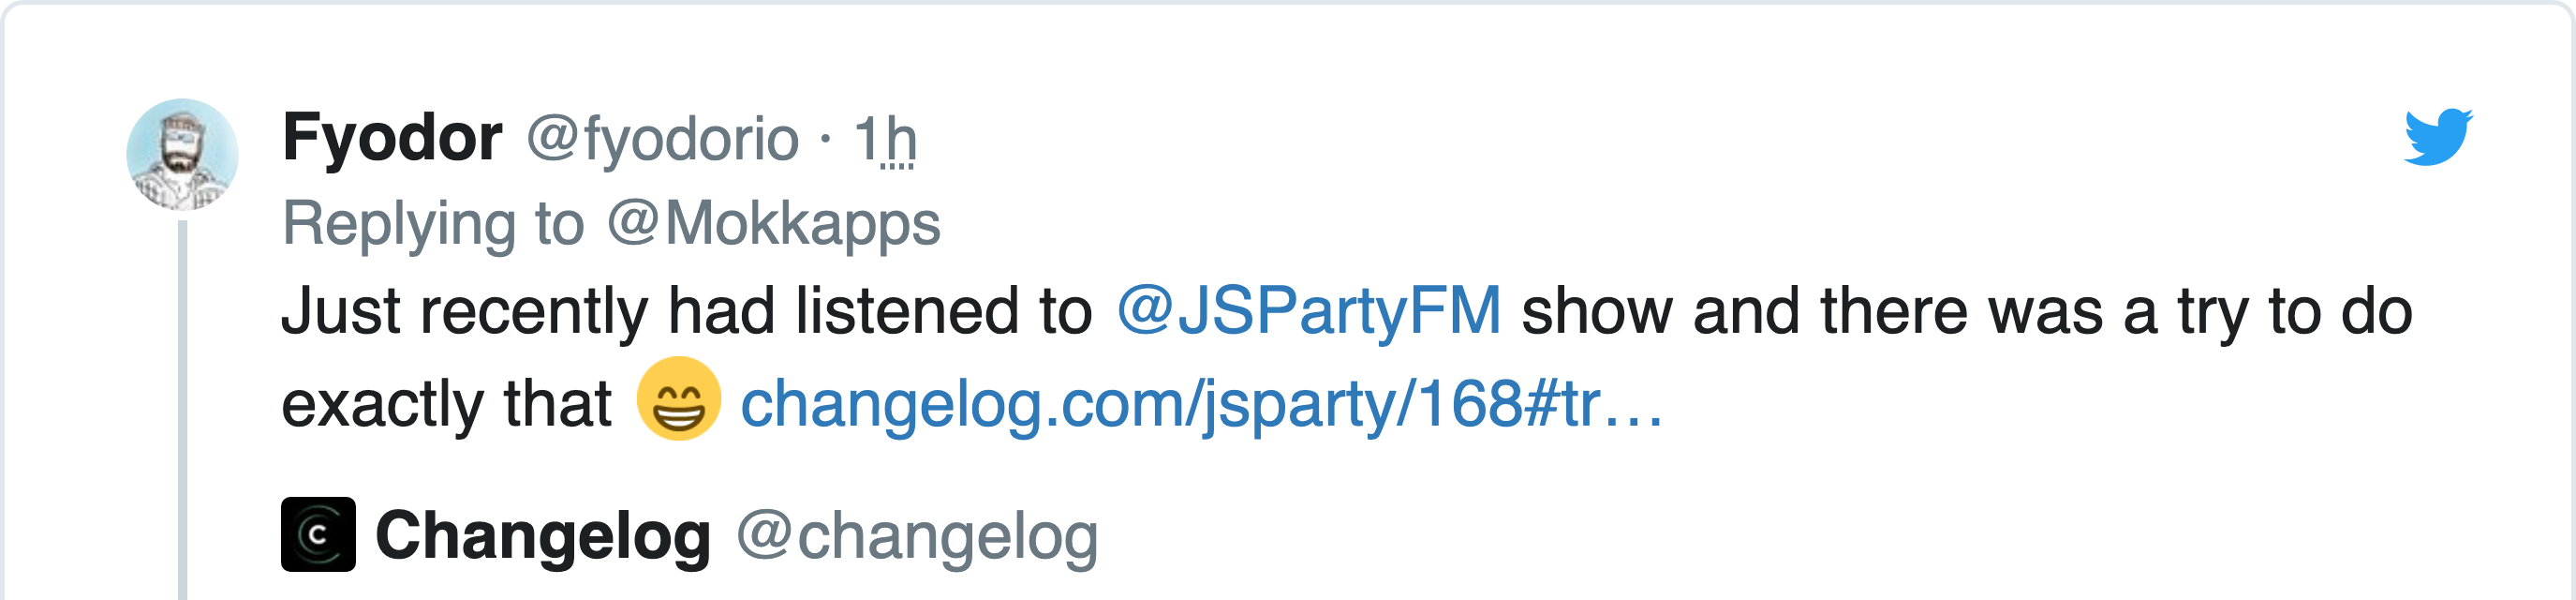 Fyodor @fyodorio · 1h
Replying to @Mokkapps
Just recently had listened to @JSPartyFM show and there was a try to do
exactly that 😁 changelog.com/jsparty/168#tr…
C Changelog @changelog